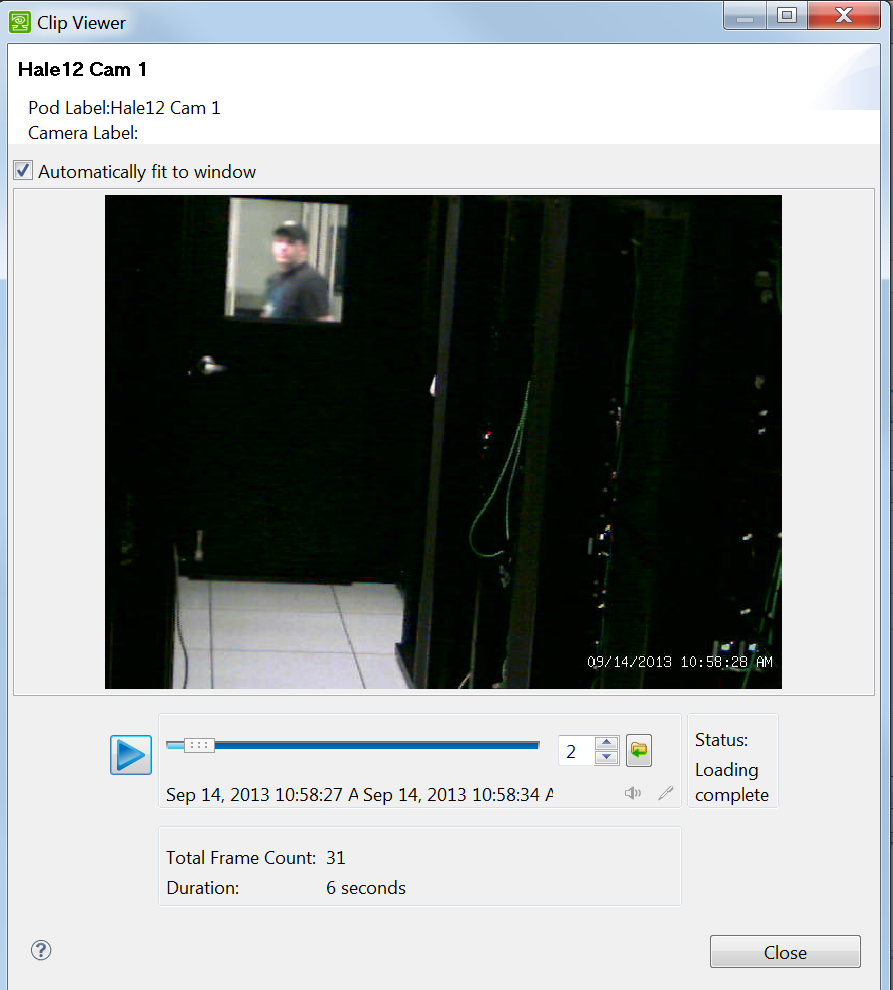 Clip Viewer
Hale12 Cam 1
Pod Label:Hale12 Cam 1
Camera Label:
Automatically fit to window
09/14/2013 10:58:28 AM
2
Status:
Loading
complete
Sep 14, 2013 10:58:27 A Sep 14, 2013 10:58:34 A
Total Frame Count: 31
Duration: 6 seconds
?
Close